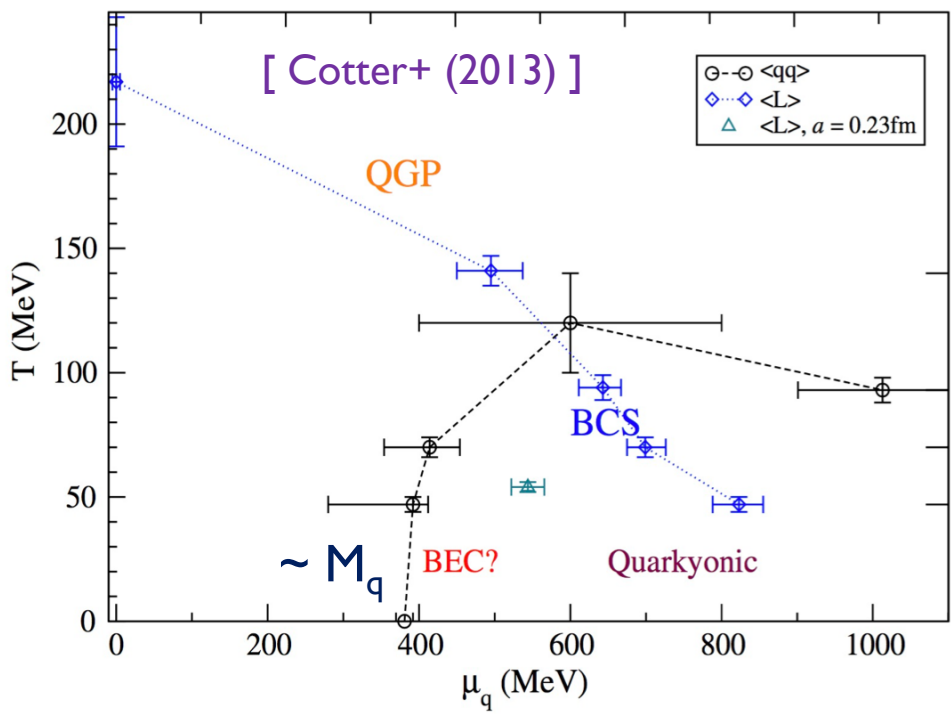 [ Cotter+ (2013) ]
<qq>
<L>
<L>, a = 0.23fm
QGP
BCS
BEC?
Quarkyonic
~ Mq
T (MeV)
200
150
100
50
0
0
200
400
600
800
1000
μq (MeV)